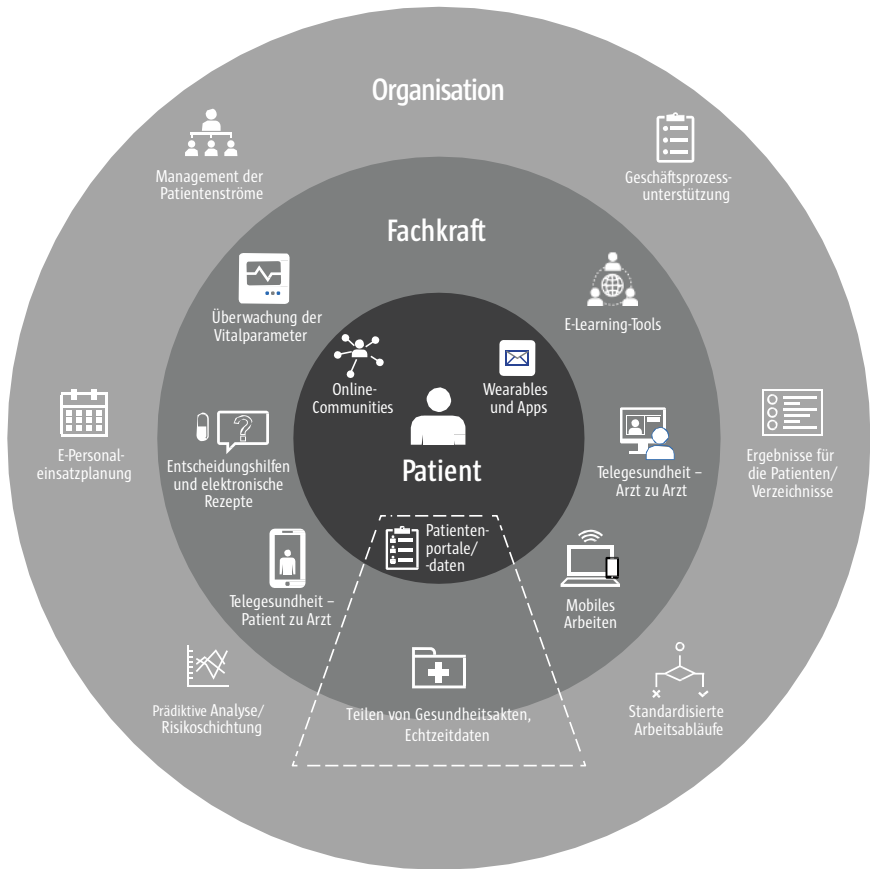 Organisation
Management der
Patientenströme
Geschäftsprozess-
unterstützung
Fachkraft
Überwachung der
Vitalparameter
E-Learning-Tools
Online-
Communities
Wearables
und Apps
E-Personal-
einsatzplanung
Entscheidungshilfen
und elektronische
Rezepte
?
Patient
Telegesundheit –
Arzt zu Arzt
Ergebnisse für
die Patienten/
Verzeichnisse
Patienten-
portale/
-daten
Telegesundheit –
Patient zu Arzt
Mobiles
Arbeiten
Prädiktive Analyse/
Risikoschichtung
Teilen von Gesundheitsakten,
Echtzeitdaten
Standardisierte
Arbeitsabläufe